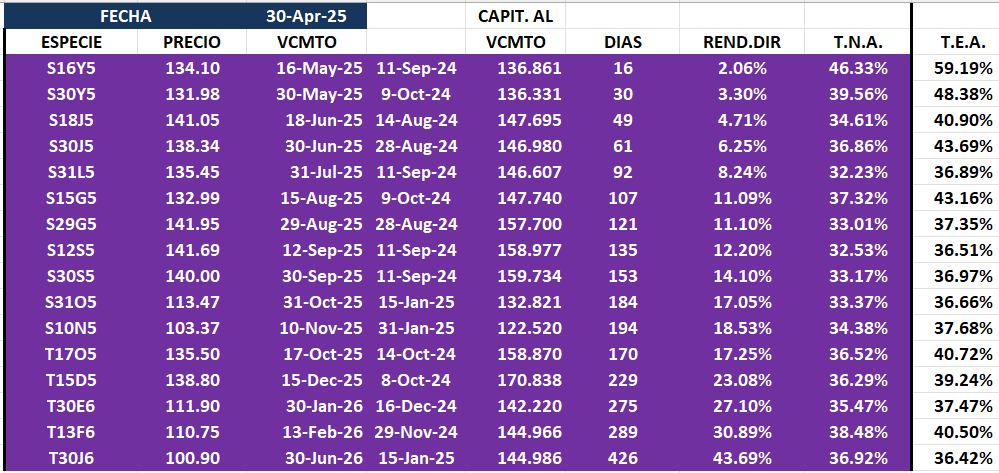 FECHA 30-Apr-25 CAPIT. AL
ESPECIE PRECIO VCMTO VCMTO DIAS REND.DIR T.N.A. T.E.A.
S16Y5 134.10 16-May-25 11-Sep-24 136.861 16 2.06% 46.33% 59.19%
S30Y5 131.98 30-May-25 9-Oct-24 136.331 30 3.30% 39.56% 48.38%
S18J5 141.05 18-Jun-25 14-Aug-24 147.695 49 4.71% 34.61% 40.90%
S30J5 138.34 30-Jun-25 28-Aug-24 146.980 61 6.25% 36.86% 43.69%
S31L5 135.45 31-Jul-25 11-Sep-24 146.607 92 8.24% 32.23% 36.89%
S15G5 132.99 15-Aug-25 9-Oct-24 147.740 107 11.09% 37.32% 43.16%
S29G5 141.95 29-Aug-25 28-Aug-24 157.700 121 11.10% 33.01% 37.35%
S12S5 141.69 12-Sep-25 11-Sep-24 158.977 135 12.20% 32.53% 36.51%
S30S5 140.00 30-Sep-25 11-Sep-24 159.734 153 14.10% 33.17% 36.97%
S31O5 113.47 31-Oct-25 15-Jan-25 132.821 184 17.05% 33.37% 36.66%
S10N5 103.37 10-Nov-25 31-Jan-25 122.520 194 18.53% 34.38% 37.68%
T17O5 135.50 17-Oct-25 14-Oct-24 158.870 170 17.25% 36.52% 40.72%
T15D5 138.80 15-Dec-25 8-Oct-24 170.838 229 23.08% 36.29% 39.24%
T30E6 111.90 30-Jan-26 16-Dec-24 142.220 275 27.10% 35.47% 37.47%
T13F6 110.75 13-Feb-26 29-Nov-24 144.966 289 30.89% 38.48% 40.50%
T30J6 100.90 30-Jun-26 15-Jan-25 144.986 426 43.69% 36.92% 36.42%